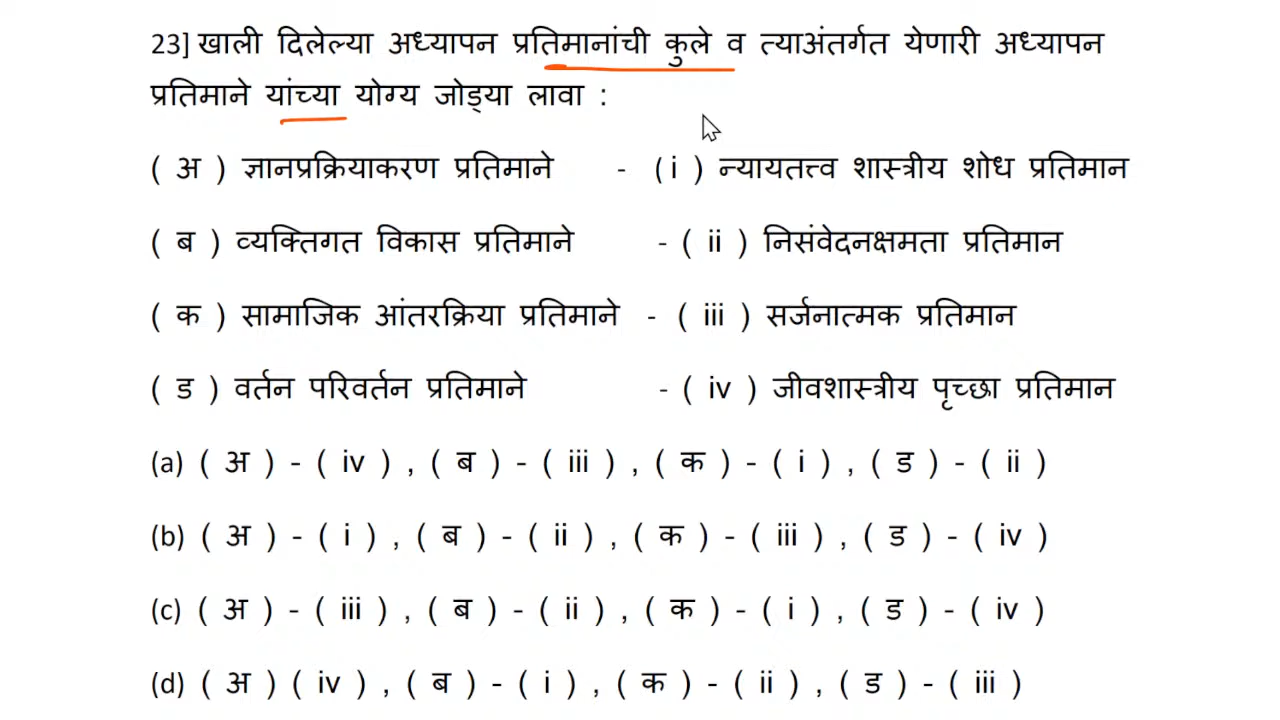 23] खाली दिलेल्या अध्यापन प्रतिमानांची कुले व त्याअंतर्गत येणारी अध्यापन
प्रतिमाने यांच्या योग्य जोड्या लावा :
( अ ) ज्ञानप्रक्रियाकरण प्रतिमाने - ( i ) न्यायतत्त्व शास्त्रीय शोध प्रतिमान
( ब ) व्यक्तिगत विकास प्रतिमाने - ( ii ) निसंवेदनक्षमता प्रतिमान
( क ) सामाजिक आंतरक्रिया प्रतिमाने - ( iii ) सर्जनात्मक प्रतिमान
( ड ) वर्तन परिवर्तन प्रतिमाने - ( iv ) जीवशास्त्रीय पृच्छा प्रतिमान
(a) ( अ ) - ( iv ) , ( ब ) - ( iii ) , ( क ) - ( i ) , ( ड ) - ( ii )
(b) ( अ ) - ( i ) , ( ब ) - ( ii ) , ( क ) - ( iii ) , ( ड ) - ( iv )
(c) ( अ ) - ( iii ) , ( ब ) - ( ii ) , ( क ) - ( i ) , ( ड ) - ( iv )
(d) ( अ ) ( iv ) , ( ब ) - ( i ) , ( क ) - ( ii ) , ( ड ) - ( iii )